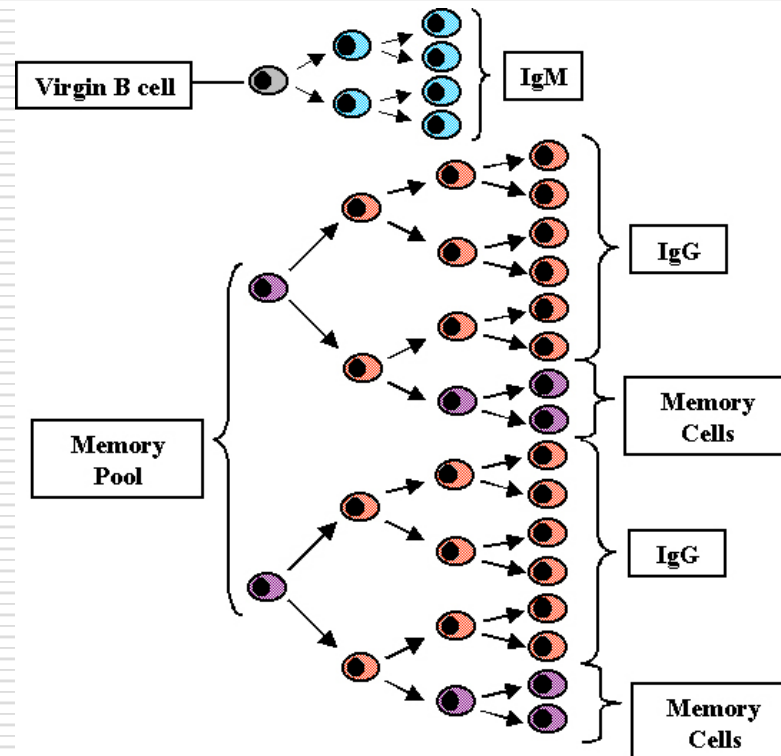 Virgin B cell
IgM
IgG
Memory
Cells
Memory
Pool
IgG
Memory
Cells